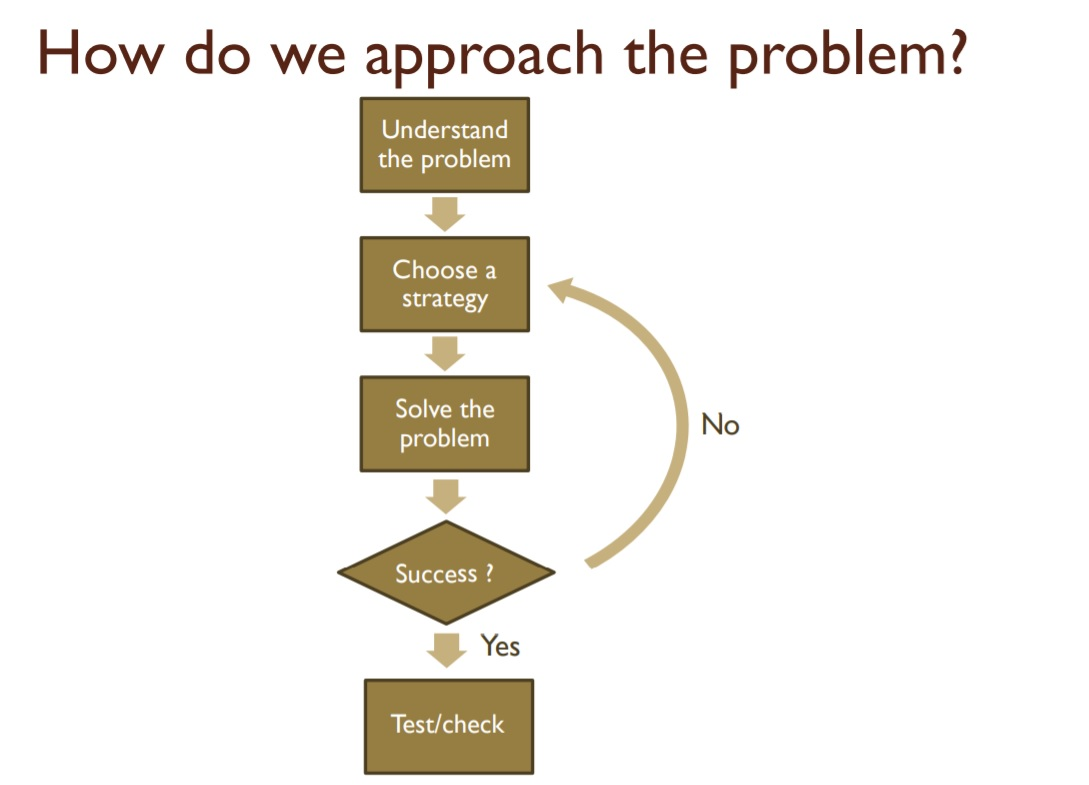 How do we approach the problem?
Understand
the problem
Choose a
strategy
Solve the
problem
No
Success ?
Yes
Test/check